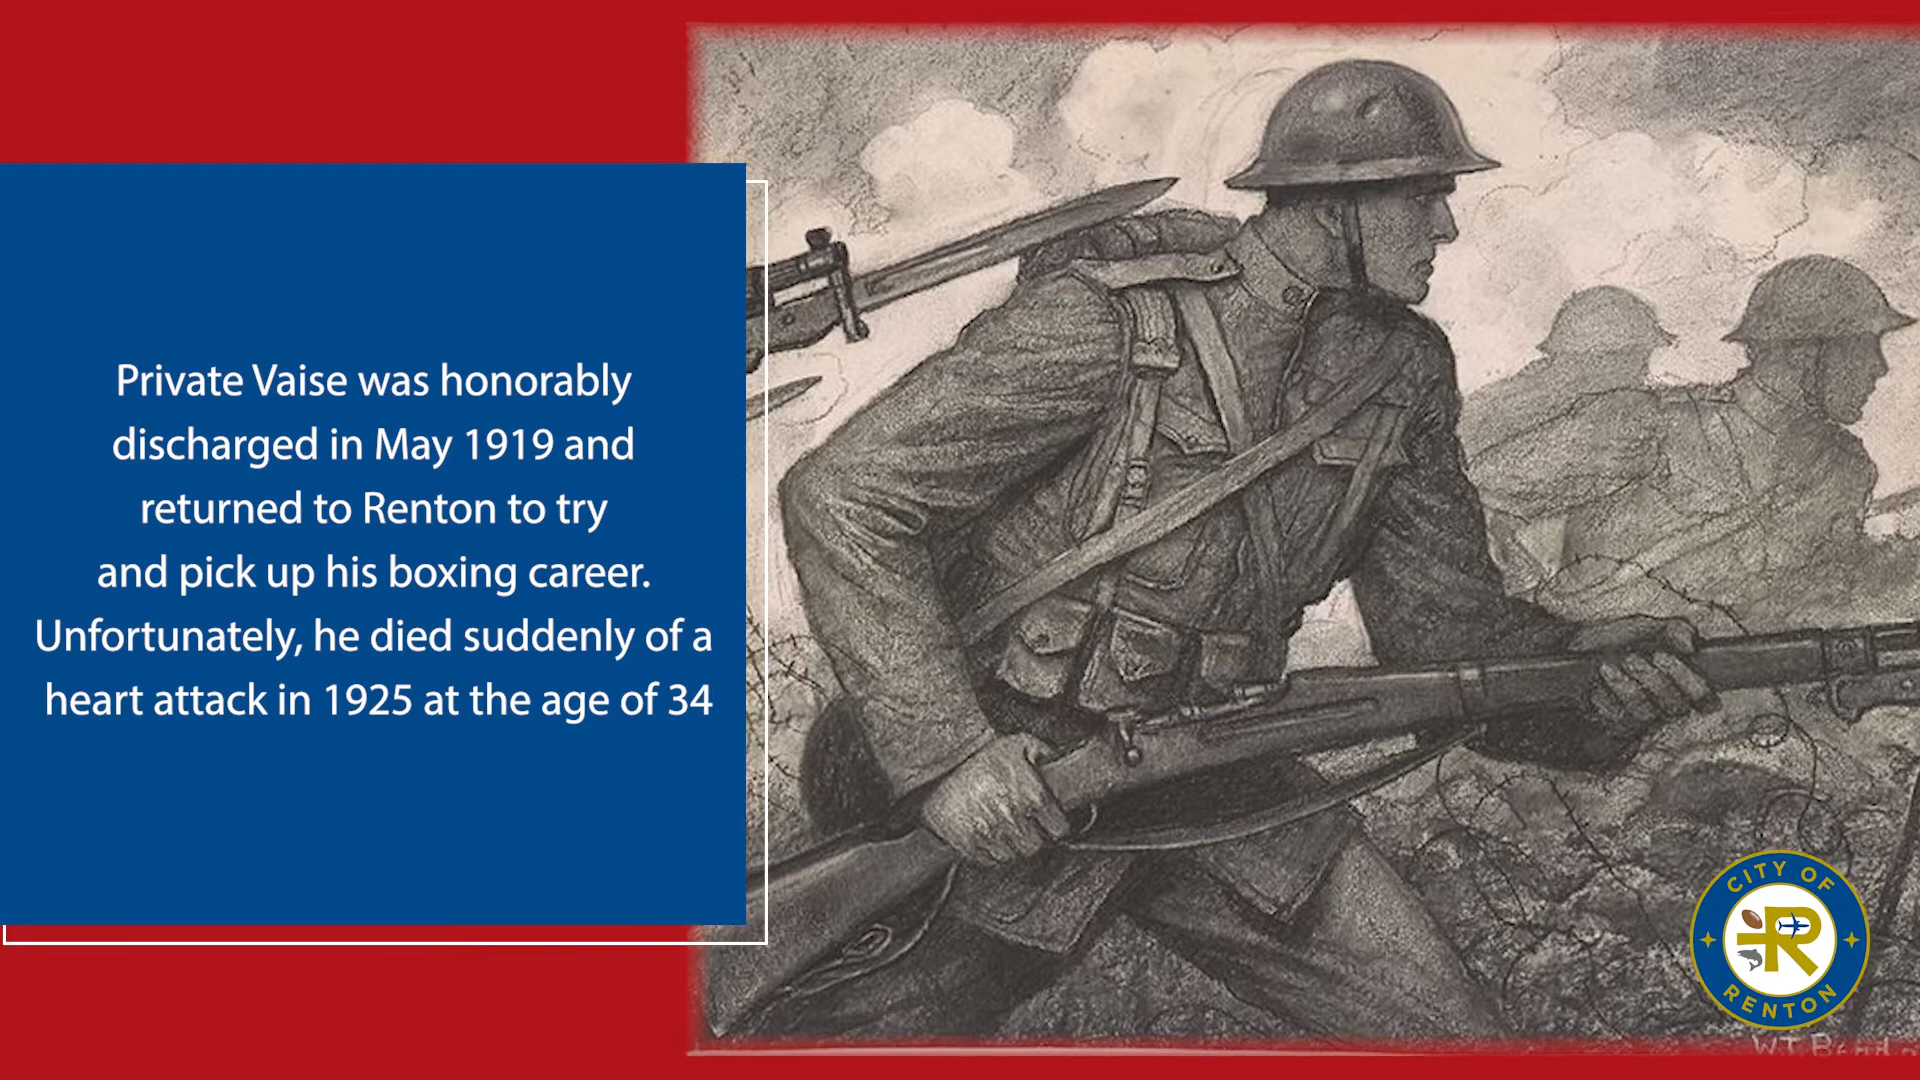 Private Vaise was honorably
discharged in May 1919 and
returned to Renton to try
and pick up his boxing career.
Unfortunately, he died suddenly of a
heart attack in 1925 at the age of 34
CITY OF
R
RENTON